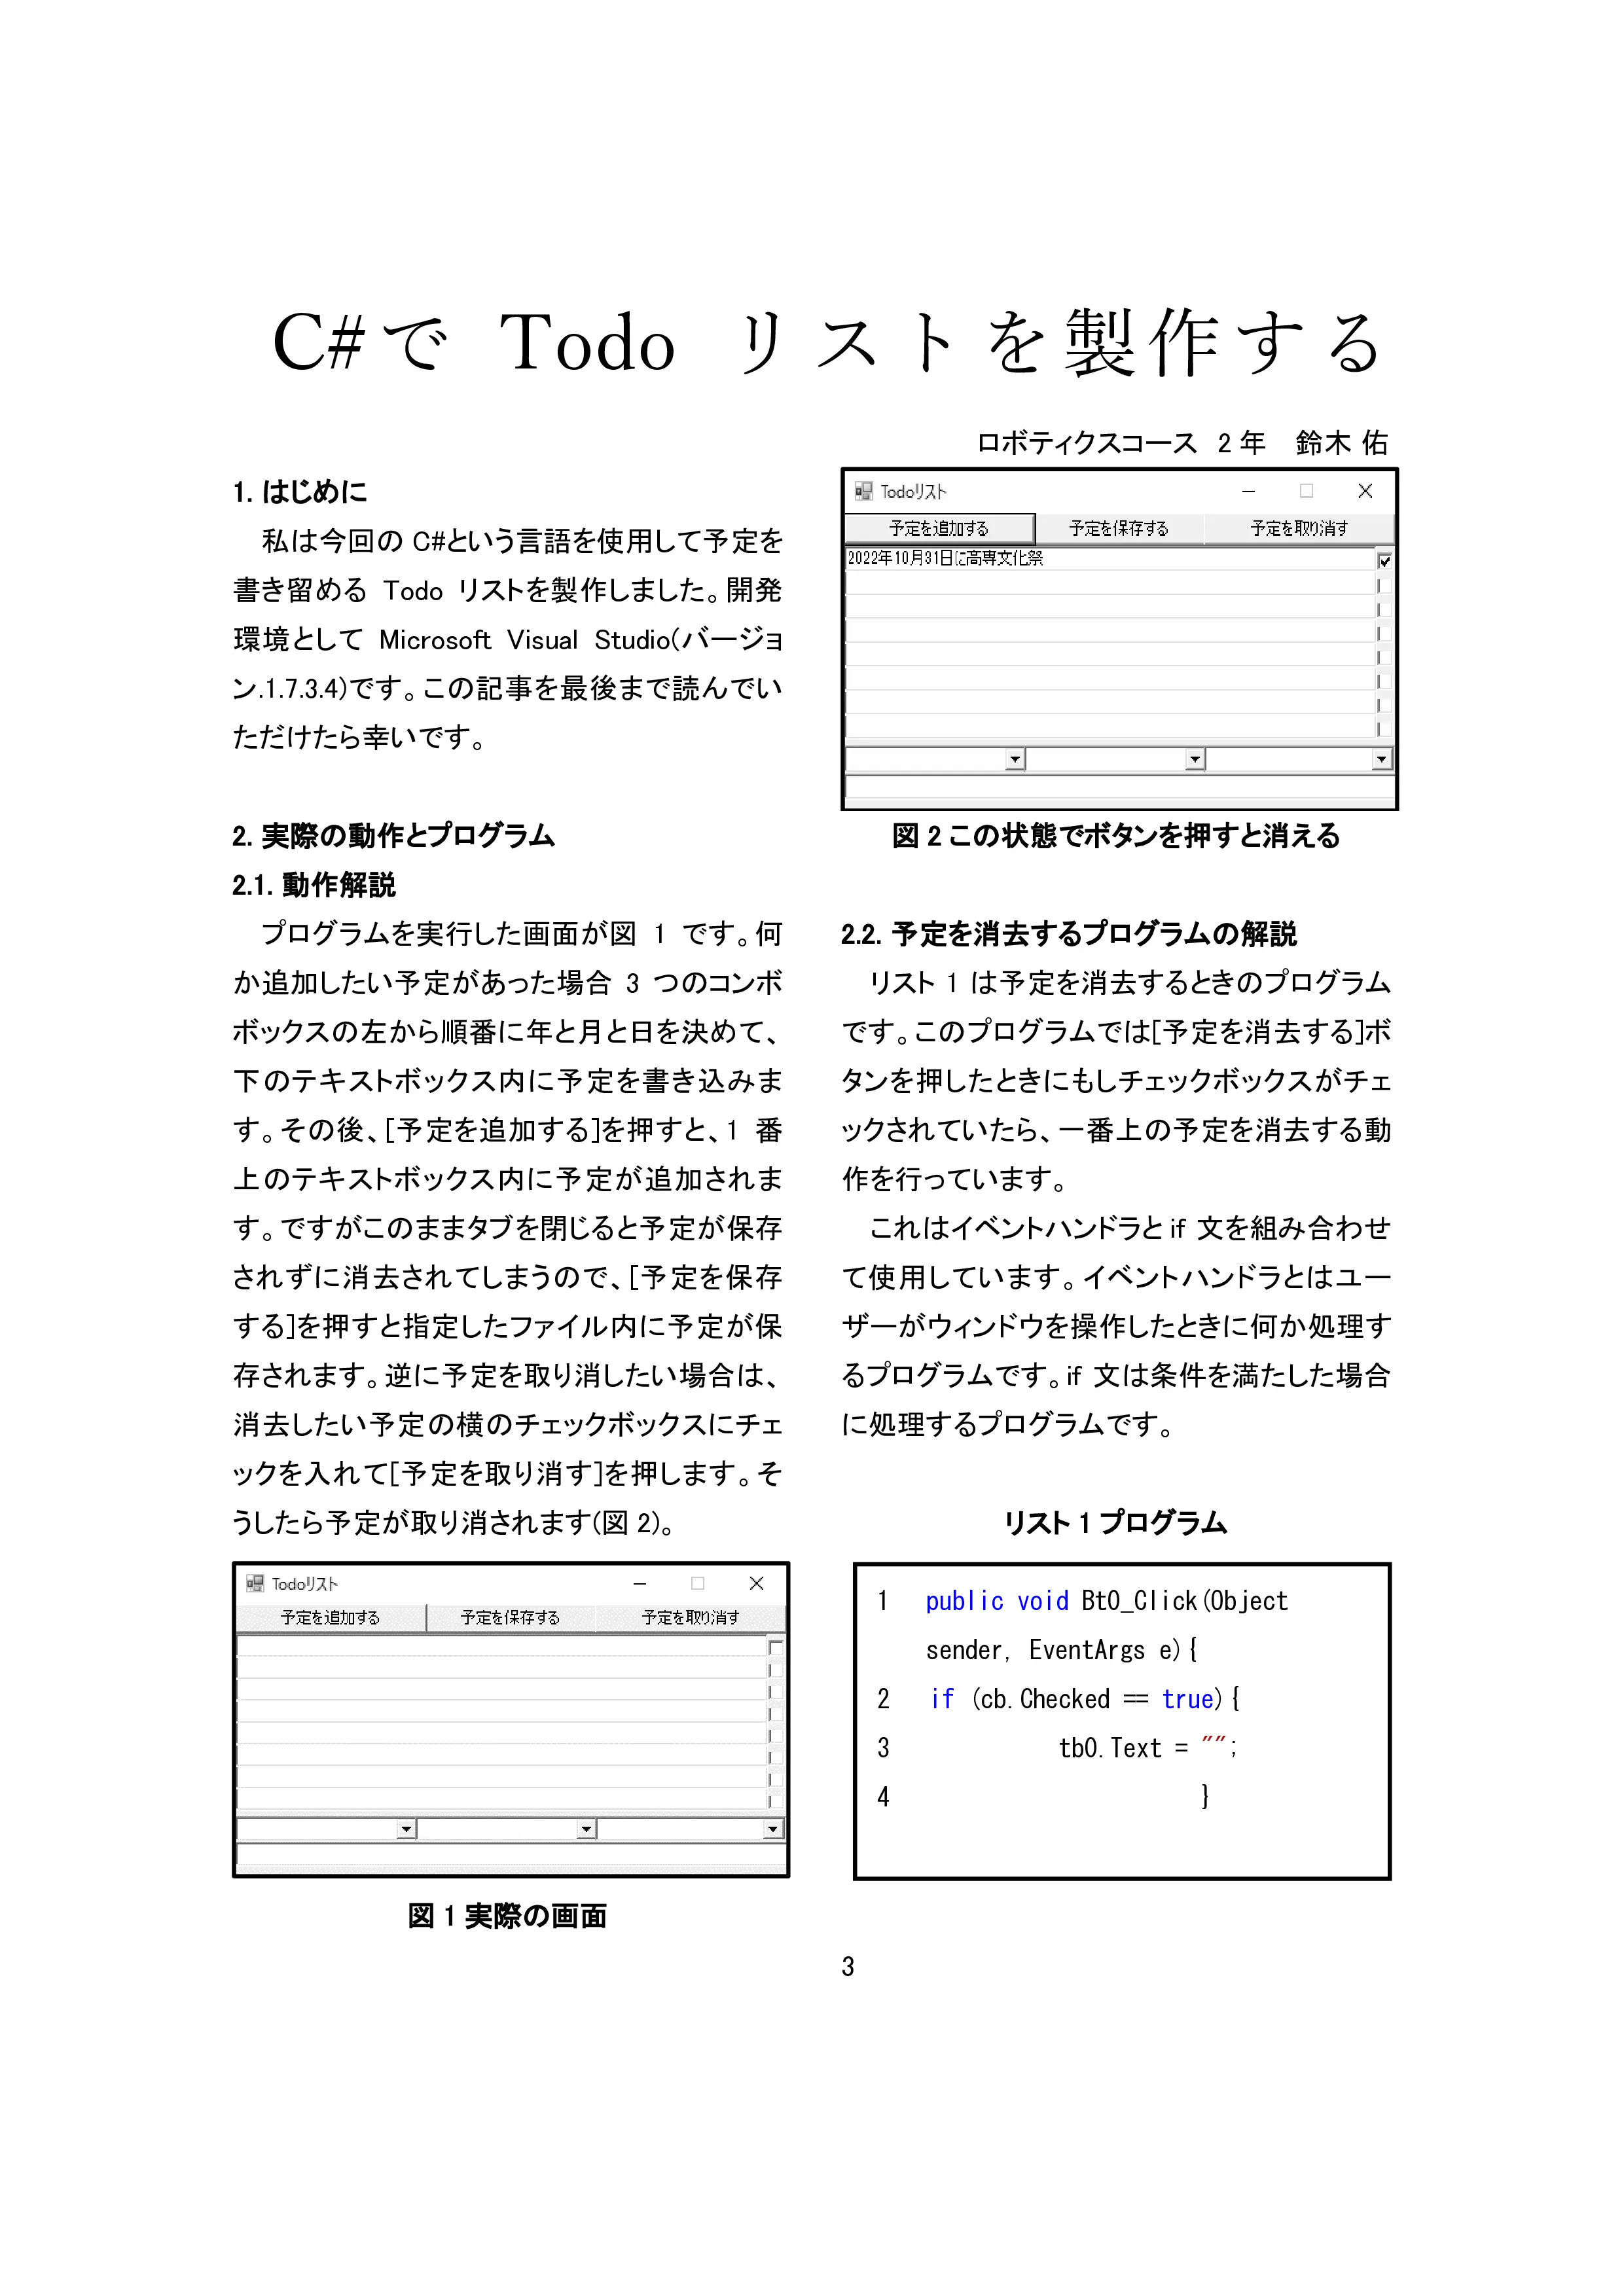 C#で Todo リストを製作する
ロボティクスコース 2年 鈴木 佑
1. はじめに
私は今回の C#という言語を使用して予定を
書き留める Todo リストを製作しました。開発
環境として Microsoft Visual Studio(バージョ
ン.1.7.3.4)です。この記事を最後まで読んでい
ただけたら幸いです。
2. 実際の動作とプログラム
2.1. 動作解説
プログラムを実行した画面が図 1 です。何
か追加したい予定があった場合 3 つのコンボ
ボックスの左から順番に年と月と日を決めて、
下のテキストボックス内に予定を書き込みま
す。その後、[予定を追加する]を押すと、1 番
上のテキストボックス内に予定が追加されま
す。ですがこのままタブを閉じると予定が保存
されずに消去されてしまうので、[予定を保存
する]を押すと指定したファイル内に予定が保
存されます。逆に予定を取り消したい場合は、
消去したい予定の横のチェックボックスにチェ
ックを入れて[予定を取り消す]を押します。そ
うしたら予定が取り消されます(図 2)。
Todoリスト
予定を追加する 予定を保存する 予定を取り消す
図 1 実際の画面
Todoリスト
予定を追加する 予定を保存する 予定を取り消す
2022年10月31日に高専文化祭
図 2 この状態でボタンを押すと消える
2.2. 予定を消去するプログラムの解説
リスト 1 は予定を消去するときのプログラム
です。このプログラムでは[予定を消去する]ボ
タンを押したときにもしチェックボックスがチェ
ックされていたら、一番上の予定を消去する動
作を行っています。
これはイベントハンドラと if 文を組み合わせ
て使用しています。イベントハンドラとはユー
ザーがウィンドウを操作したときに何か処理す
るプログラムです。if 文は条件を満たした場合
に処理するプログラムです。
リスト 1 プログラム
1 public void Bt0_Click(Object
sender, EventArgs e){
2 if (cb.Checked == true){
3 tb0.Text = "";
4 }
3